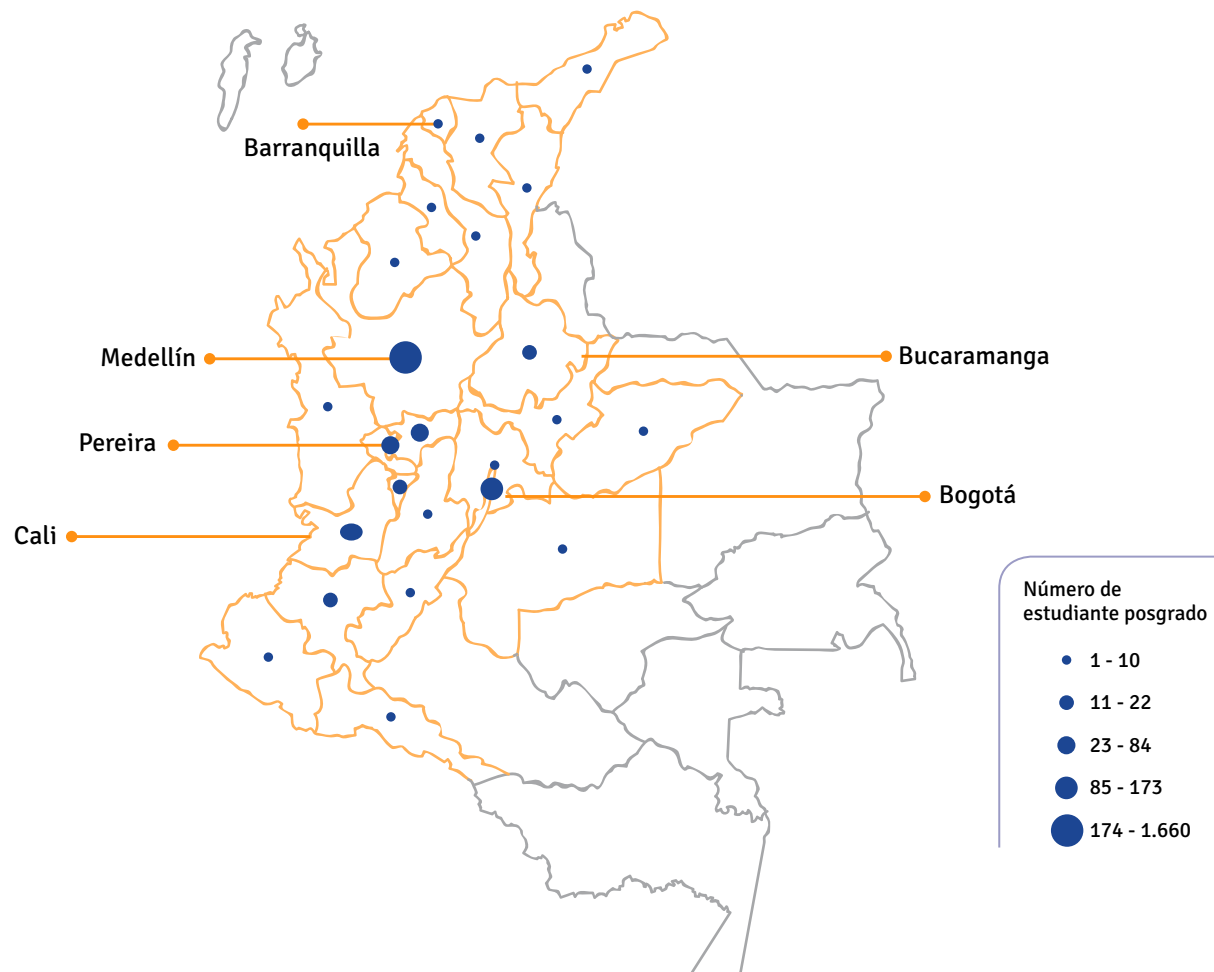 Barranquilla
Medellín
Bucaramanga
Pereira
Bogotá
Cali
Número de
estudiante posgrado
1 - 10
11 - 22
23 - 84
85 - 173
174 - 1.660